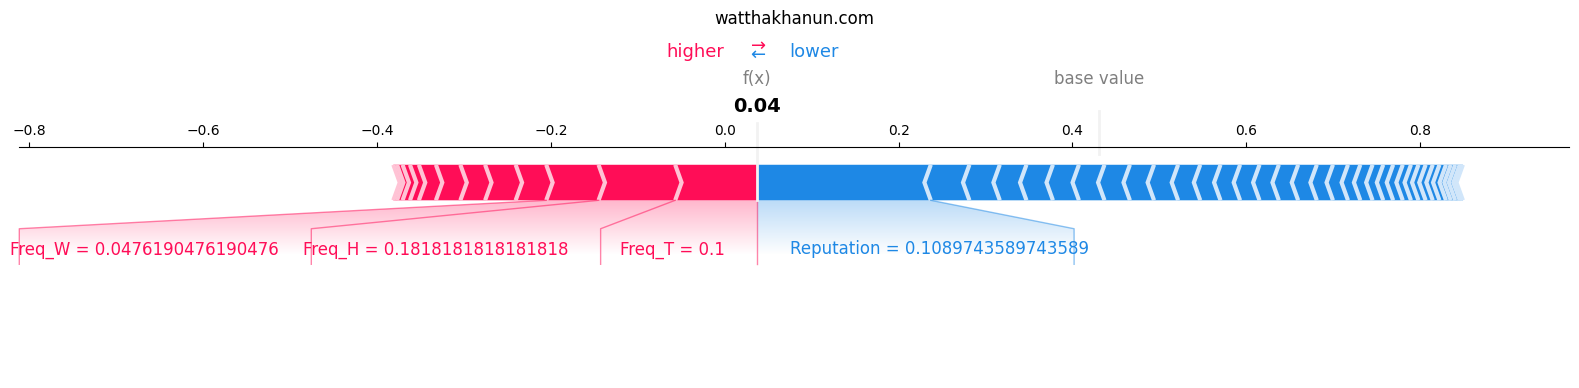 watthakhanun.com
higher ⇄ lower
f(x) base value
0.04
−0.8 −0.6 −0.4 −0.2 0.0 0.2 0.4 0.6 0.8
Freq_W = 0.0476190476190476 Freq_H = 0.1818181818181818 Freq_T = 0.1 Reputation = 0.1089743589743589